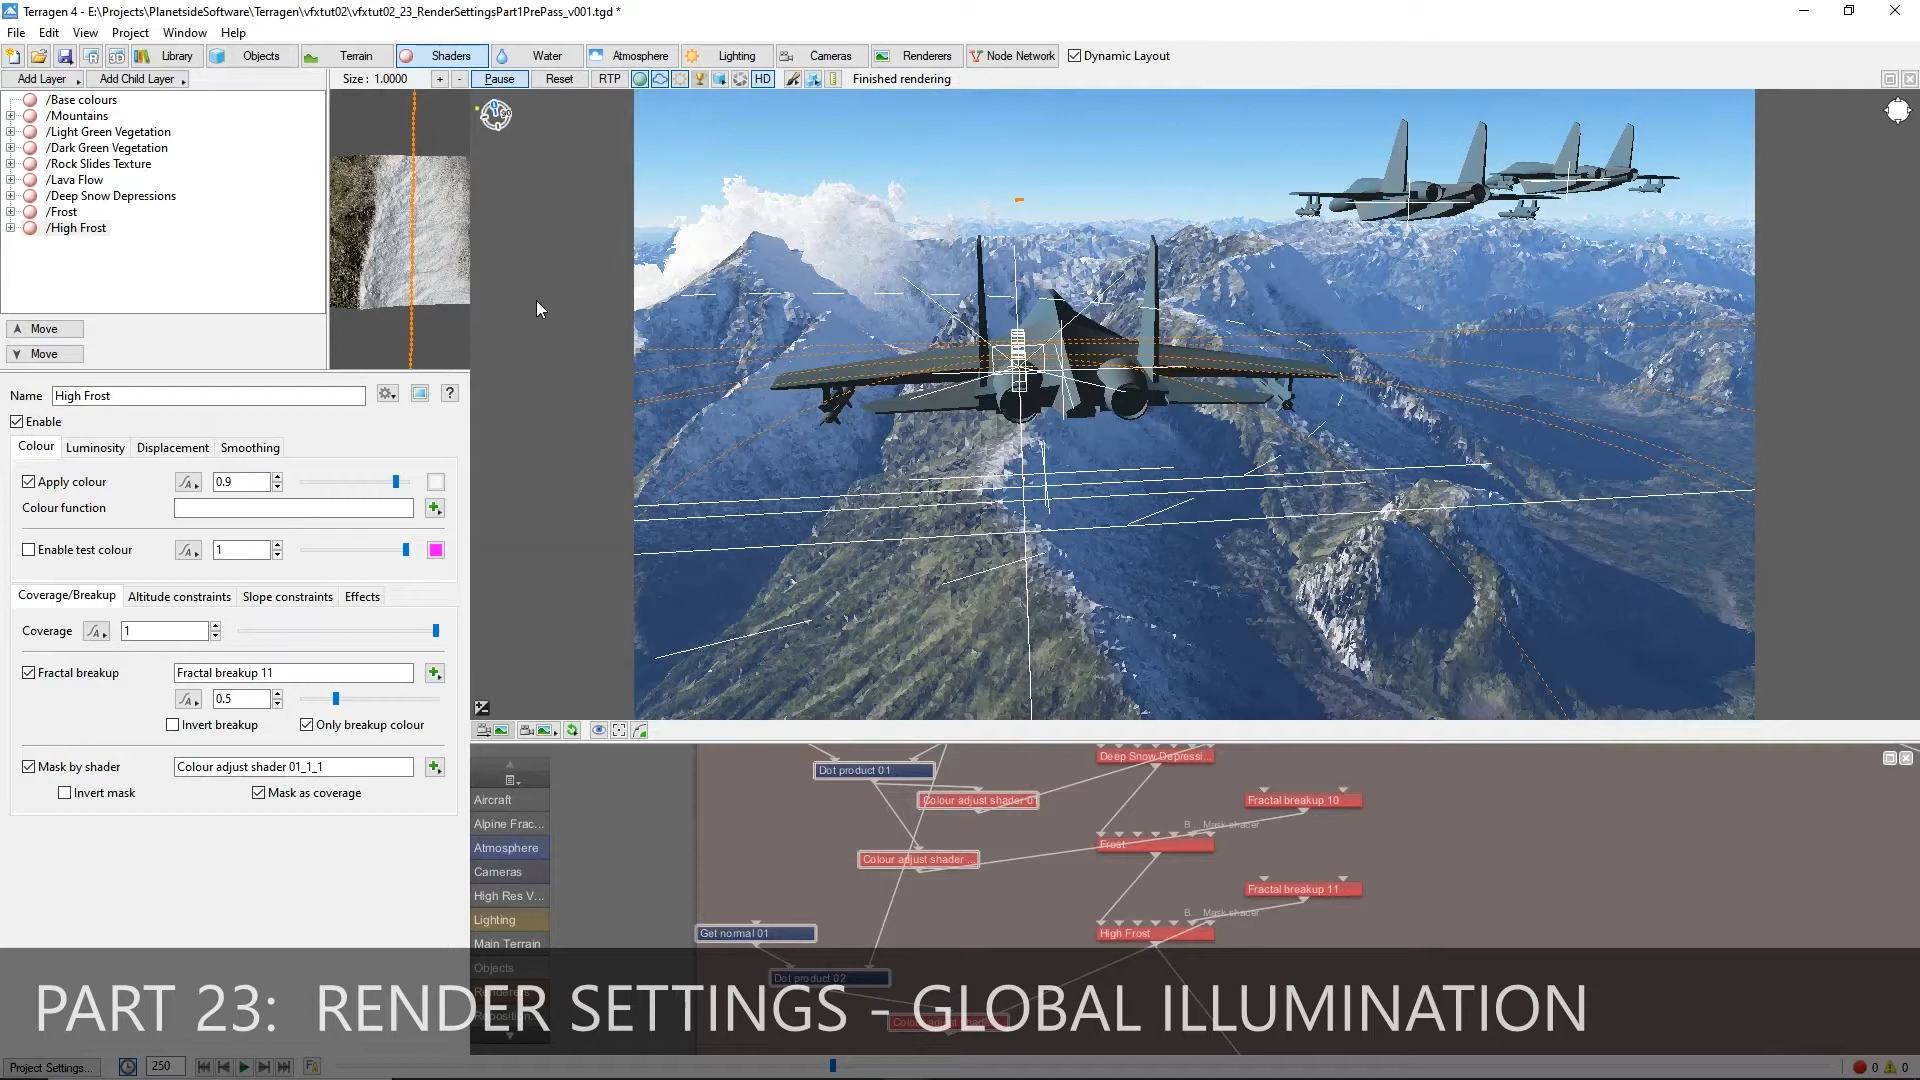 Terragen 4 - E:\Projects\PlanetsideSoftware\Terragen\vfxtut02\vfxtut02_23_RenderSettingsPart1PrePass_v001.tgd *
File Edit View Project Window Help
Library Objects Terrain Shaders Water Atmosphere Lighting Cameras Renderers Node Network Dynamic Layout
Add Layer Add Child Layer Size : 1.0000 + - Pause Reset RTP HD Finished rendering
/Base colours
/Mountains
/Light Green Vegetation
/Dark Green Vegetation
/Rock Slides Texture
/Lava Flow
/Deep Snow Depressions
/Frost
/High Frost
Move
Move
Name High Frost ?
Enable
Colour Luminosity Displacement Smoothing
Apply colour 0.9
Colour function
Enable test colour 1
Coverage/Breakup Altitude constraints Slope constraints Effects
Coverage 1
Fractal breakup Fractal breakup 11
0.5
Invert breakup Only breakup colour
Mask by shader Colour adjust shader 01_1_1
Invert mask Mask as coverage
Aircraft
Alpine Frac...
Atmosphere
Cameras
High Res V...
Lighting
Main Terrain
Objects
Renderers
Dot product 01
Colour adjust shader 01
Colour adjust shader ...
Get normal 01
Dot product 02
Deep Snow Depressi...
Fractal breakup 10
B... Mask shader
Frost
Fractal breakup 11
B... Mask shader
High Frost
PART 23: RENDER SETTINGS - GLOBAL ILLUMINATION
Project Settings... 250 0 0